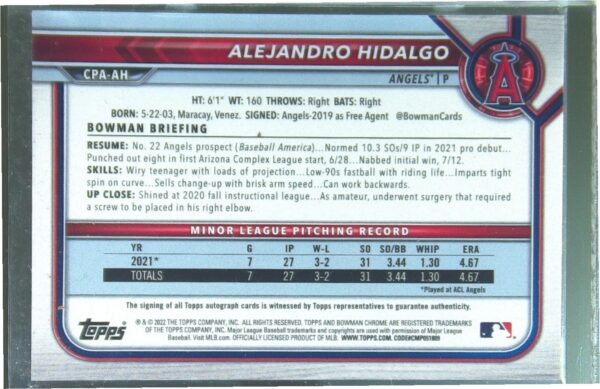 ALEJANDRO HIDALGO
CPA-AH
ANGELS® | P
A
HT: 6'1" WT: 160 THROWS: Right BATS: Right
BORN: 5-22-03, Maracay, Venez. SIGNED: Angels-2019 as Free Agent @BowmanCards
BOWMAN BRIEFING
RESUME: No. 22 Angels prospect (Baseball America)...Normed 10.3 SOs/9 IP in 2021 pro debut...
Punched out eight in first Arizona Complex League start, 6/28...Nabbed initial win, 7/12.
SKILLS: Wiry teenager with loads of projection...Low-90s fastball with riding life...Imparts tight
spin on curve...Sells change-up with brisk arm speed...Can work backwards.
UP CLOSE: Shined at 2020 fall instructional league...As amateur, underwent surgery that required
a screw to be placed in his right elbow.
MINOR LEAGUE PITCHING RECORD
YR G IP W-L SO SO/BB WHIP ERA
2021* 7 27 3-2 31 3.44 1.30 4.67
TOTALS 7 27 3-2 31 3.44 1.30 4.67
*Played at ACL Angels
The signing of all Topps autograph cards is witnessed by Topps representatives to guarantee authenticity.
Topps
® & © 2022 THE TOPPS COMPANY, INC. ALL RIGHTS RESERVED. TOPPS AND BOWMAN CHROME ARE REGISTERED TRADEMARKS
OF THE TOPPS COMPANY, INC. Major League Baseball trademarks and copyrights are used with permission of Major League
Baseball. Visit MLB.com. OFFICIALLY LICENSED PRODUCT OF MLB. WWW.TOPPS.COM. CODE#CMP091809